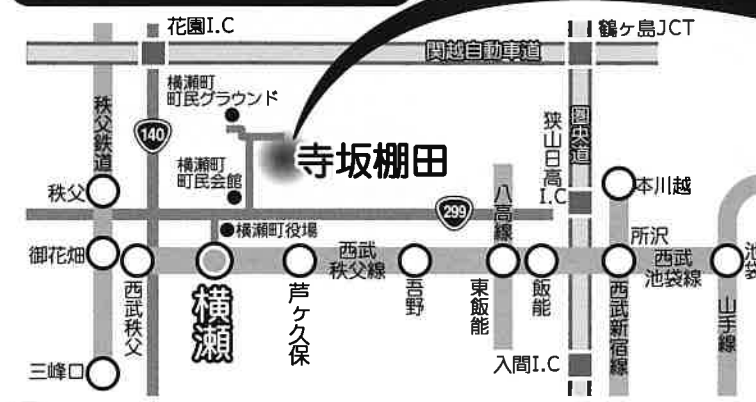 花園I.C
鶴ヶ島JCT
関越自動車道
横瀬町
町民グラウンド
秩父鉄道
140
狭山日高I.C
圏央道
寺坂棚田
横瀬町
町民会館
八高線
本川越
秩父
299
横瀬町役場
所沢
御花畑
西武
秩父線
西武
池袋線
池袋
西武秩父
横瀬
芦ヶ久保
吾野
東飯能
飯能
西武新宿線
山手線
入間I.C
三峰口